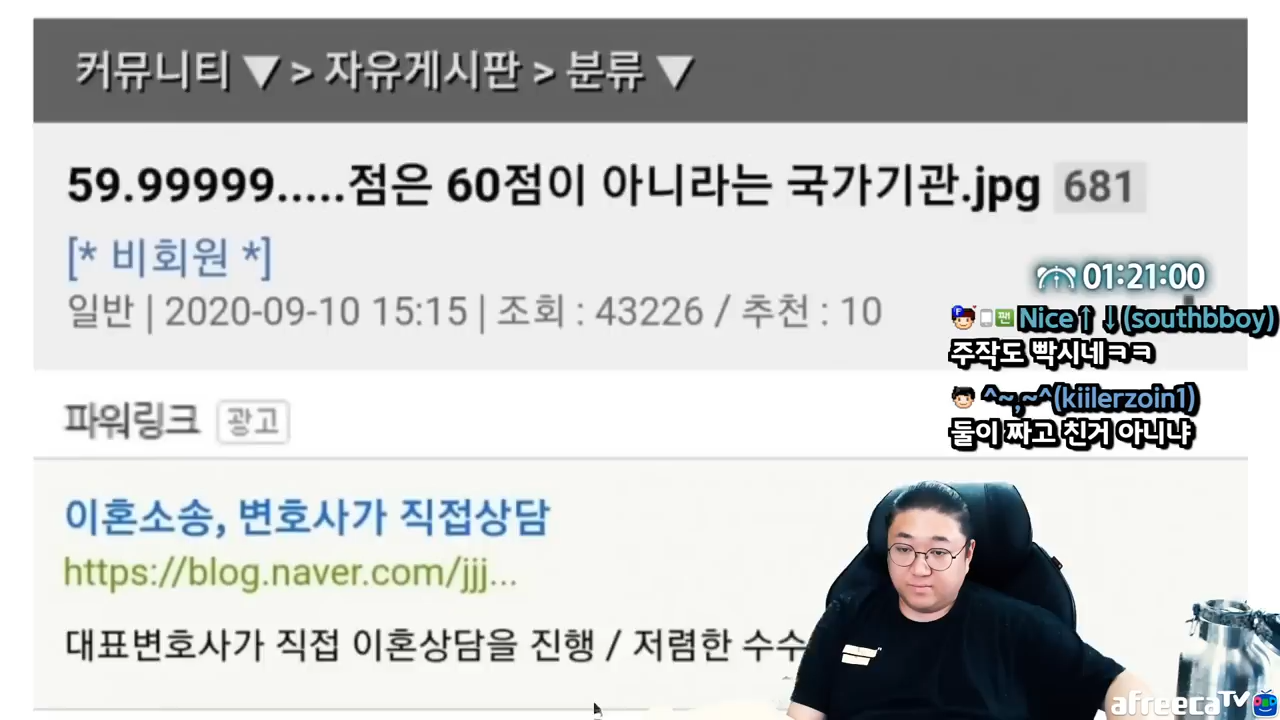 커뮤니티 ▼ > 자유게시판 > 분류 ▼
59.99999.....점은 60점이 아니라는 국가기관.jpg 681
[* 비회원 *]
일반 | 2020-09-10 15:15 | 조회 : 43226 / 추천 : 10
01:21:00
F 팬 Nice↑↓(southbboy)
주작도 빡시네ㅋㅋ
^~,~^(kiilerzoin1)
둘이 짜고 친거 아니냐
파워링크 광고
이혼소송, 변호사가 직접상담
https://blog.naver.com/jjj...
대표변호사가 직접 이혼상담을 진행 / 저렴한 수수
afreecaTV